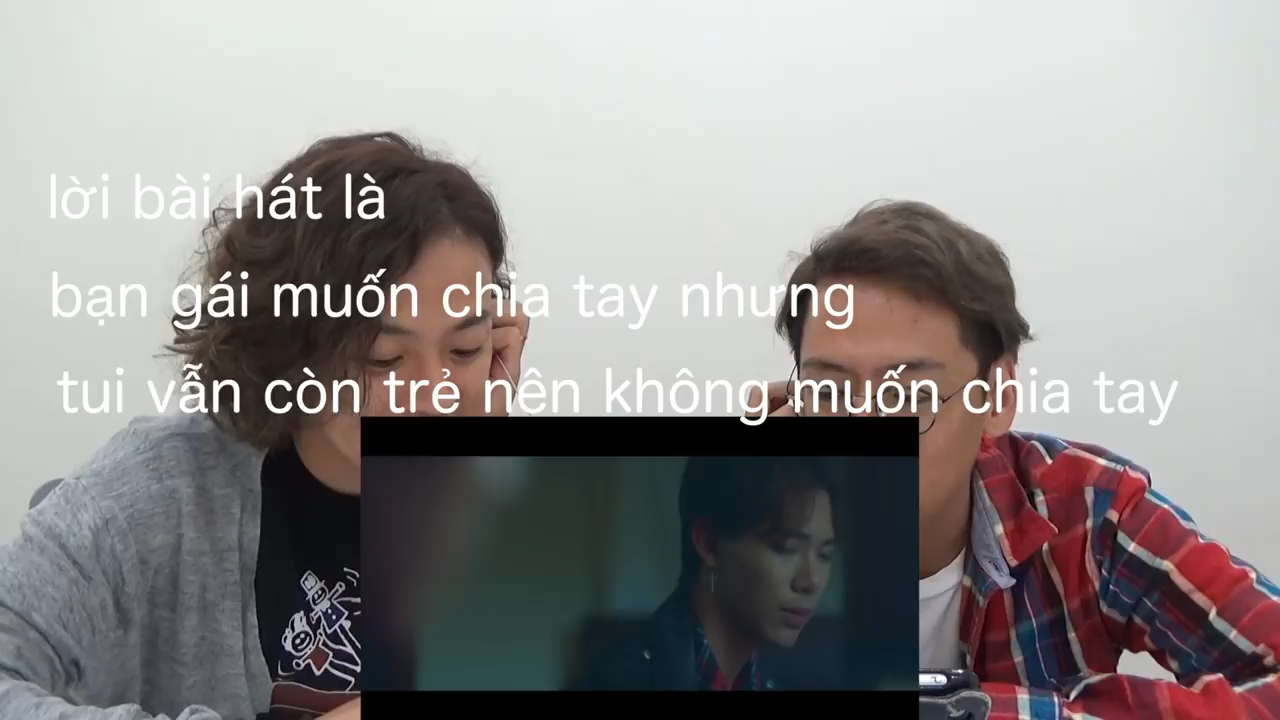 lời bài hát là
bạn gái muốn chia tay nhưng
tui vẫn còn trẻ nên không muốn chia tay